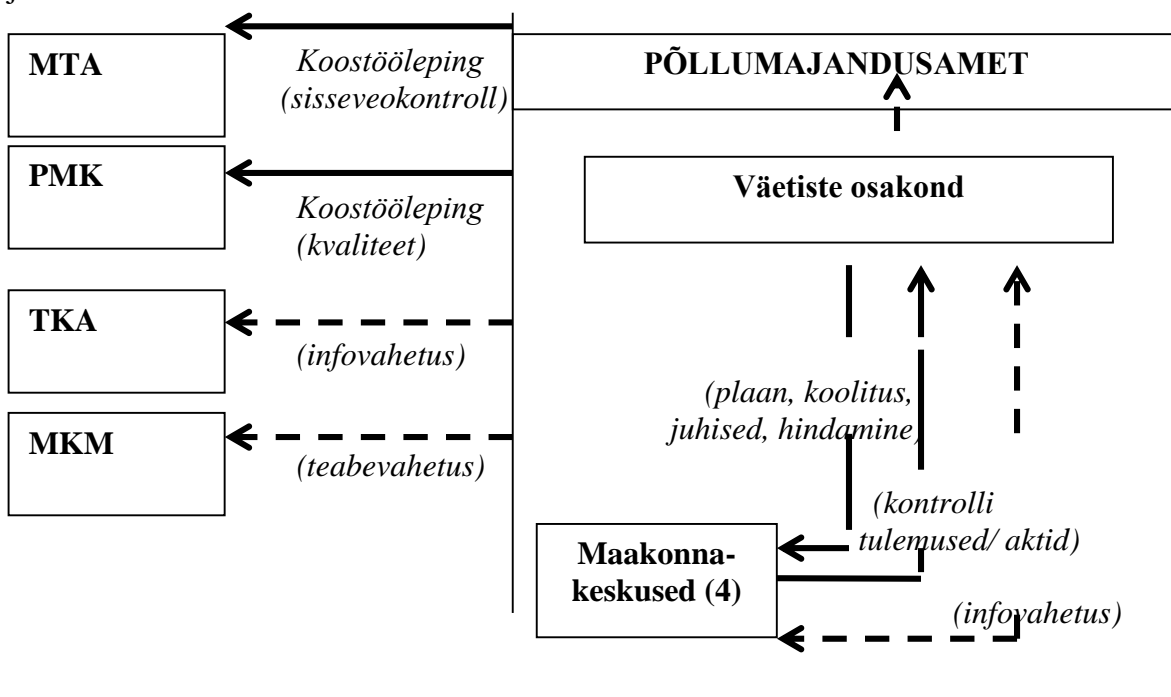 MTA
Koostööleping
(sisseveokontroll)
PÕLLUMAJANDUSAMET
PMK
Koostööleping
(kvaliteet)
Väetiste osakond
TKA
(infovahetus)
MKM
(teabevahetus)
(plaan, koolitus,
juhised, hindamine)
(kontrolli
tulemused/ aktid)
Maakonna-
keskused (4)
(infovahetus)